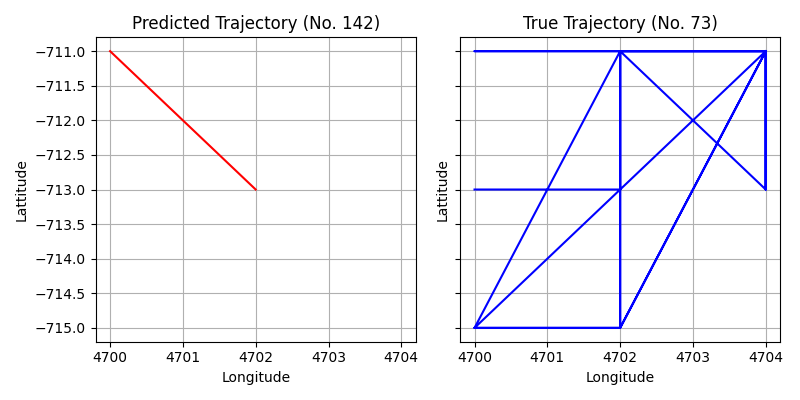 Predicted Trajectory (No. 142)
−711.0
−711.5
−712.0
−712.5
−713.0
−713.5
−714.0
−714.5
−715.0
Lattitude
4700 4701 4702 4703 4704
Longitude
True Trajectory (No. 73)
Lattitude
4700 4701 4702 4703 4704
Longitude